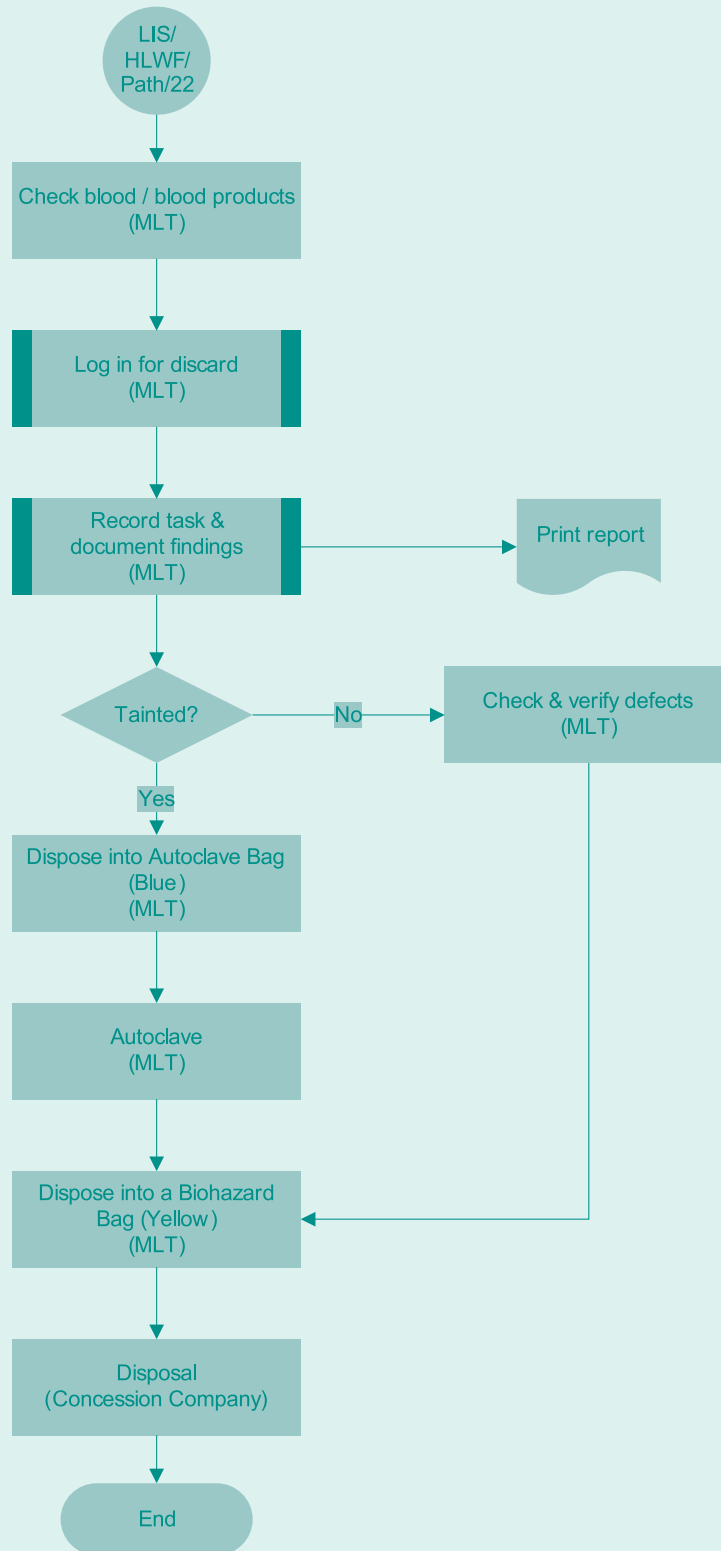 LIS/
HLWF/
Path/22
Check blood / blood products
(MLT)
Log in for discard
(MLT)
Record task &
document findings
(MLT)
Print report
Tainted?
No
Check & verify defects
(MLT)
Yes
Dispose into Autoclave Bag
(Blue)
(MLT)
Autoclave
(MLT)
Dispose into a Biohazard
Bag (Yellow)
(MLT)
Disposal
(Concession Company)
End